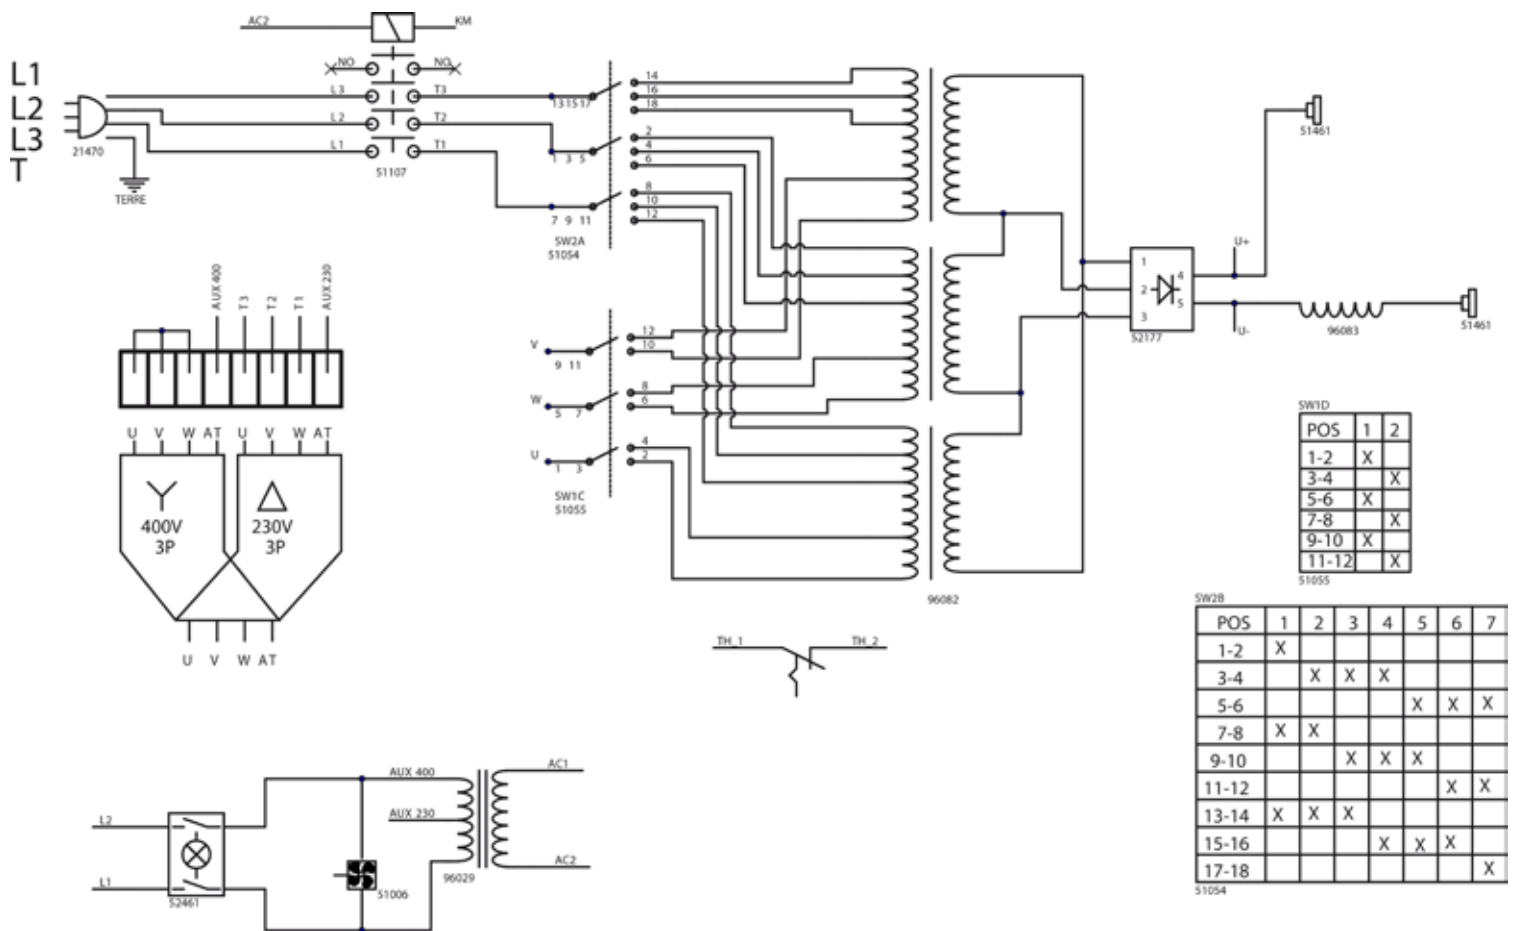 AC2 KM
NO NO
L1
L2
L3
T
21470
TERRE
L3 T3
L2 T2
L1 T1
51107
13 15 17
14
16
18
1 3 5
2
4
6
7 9 11
8
10
12
SW2A
51054
V
9 11
12
10
W
5 7
8
6
U
1 3
4
2
SW1C
51055
96082
1
2
3
4
5
52177
U+
U-
51461
96083
51461
AUX 400
T3
T2
T1
AUX 230
U V W AT U V W AT
400V
3P
230V
3P
U V W AT
SW1D
POS 1 2
1-2 X
3-4 X
5-6 X
7-8 X
9-10 X
11-12 X
51055
SW2B
POS 1 2 3 4 5 6 7
1-2 X
3-4 X X X
5-6 X X X
7-8 X X
9-10 X X X
11-12 X X
13-14 X X X
15-16 X X X
17-18 X
51054
TH_1 TH_2
L2
L1
52461
51006
AUX 400
AUX 230
96029
AC1
AC2